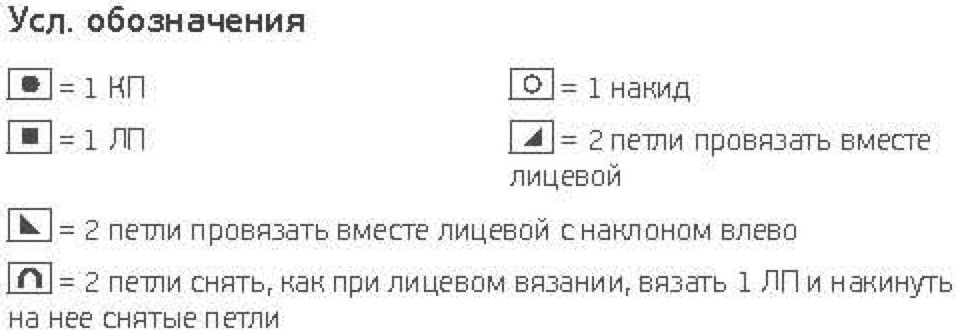 Усл. обозначения
= 1 КП
= 1 накид
= 1 ЛП
= 2 петли провязать вместе
лицевой
= 2 петли провязать вместе лицевой с наклоном влево
= 2 петли снять, как при лицевом вязании, вязать 1 ЛП и накинуть
на нее снятые петли